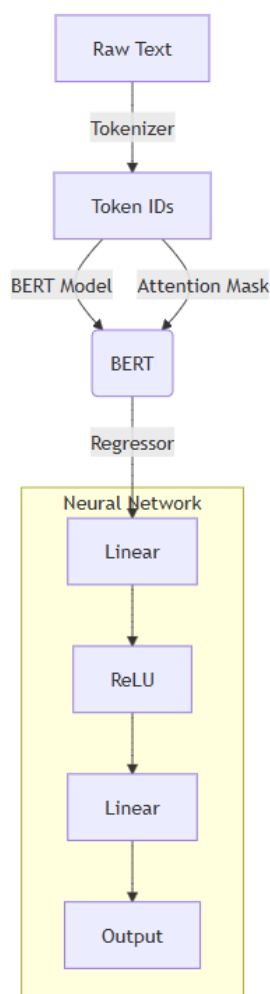 Raw Text
Tokenizer
Token IDs
BERT Model
Attention Mask
BERT
Regressor
Neural Network
Linear
ReLU
Linear
Output